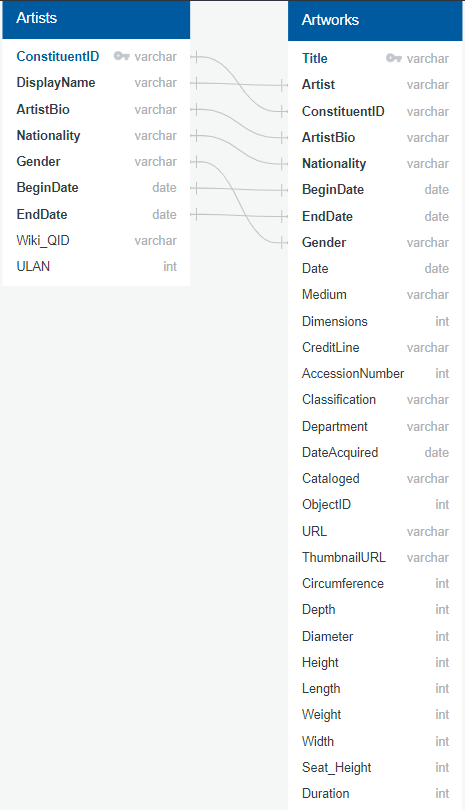 Artists
ConstituentID varchar
DisplayName varchar
ArtistBio varchar
Nationality varchar
Gender varchar
BeginDate date
EndDate date
Wiki_QID varchar
ULAN int
Artworks
Title varchar
Artist varchar
ConstituentID varchar
ArtistBio varchar
Nationality varchar
BeginDate date
EndDate date
Gender varchar
Date date
Medium varchar
Dimensions int
CreditLine varchar
AccessionNumber int
Classification varchar
Department varchar
DateAcquired date
Cataloged varchar
ObjectID int
URL varchar
ThumbnailURL varchar
Circumference int
Depth int
Diameter int
Height int
Length int
Weight int
Width int
Seat_Height int
Duration int